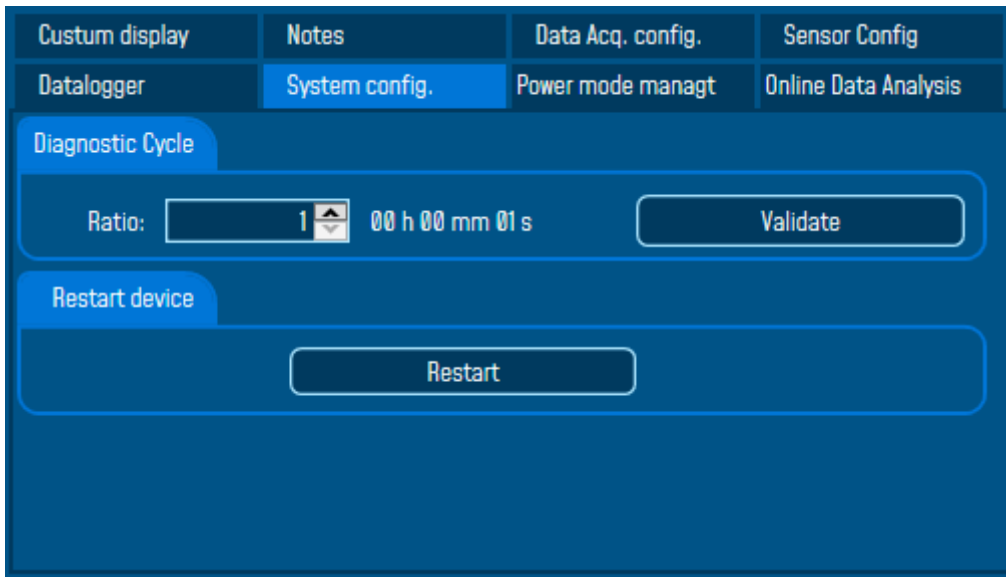 Custum display Notes Data Acq. config. Sensor Config
Datalogger System config. Power mode managt Online Data Analysis
Diagnostic Cycle
Ratio: 1 00 h 00 mm 01 s Validate
Restart device
Restart